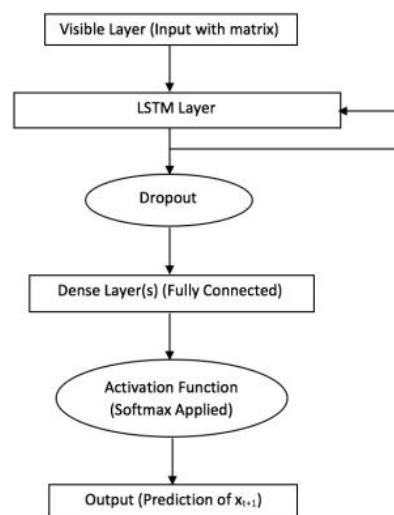 Visible Layer (Input with matrix)
LSTM Layer
Dropout
Dense Layer(s) (Fully Connected)
Activation Function
(Softmax Applied)
Output (Prediction of xₜ₊₁)